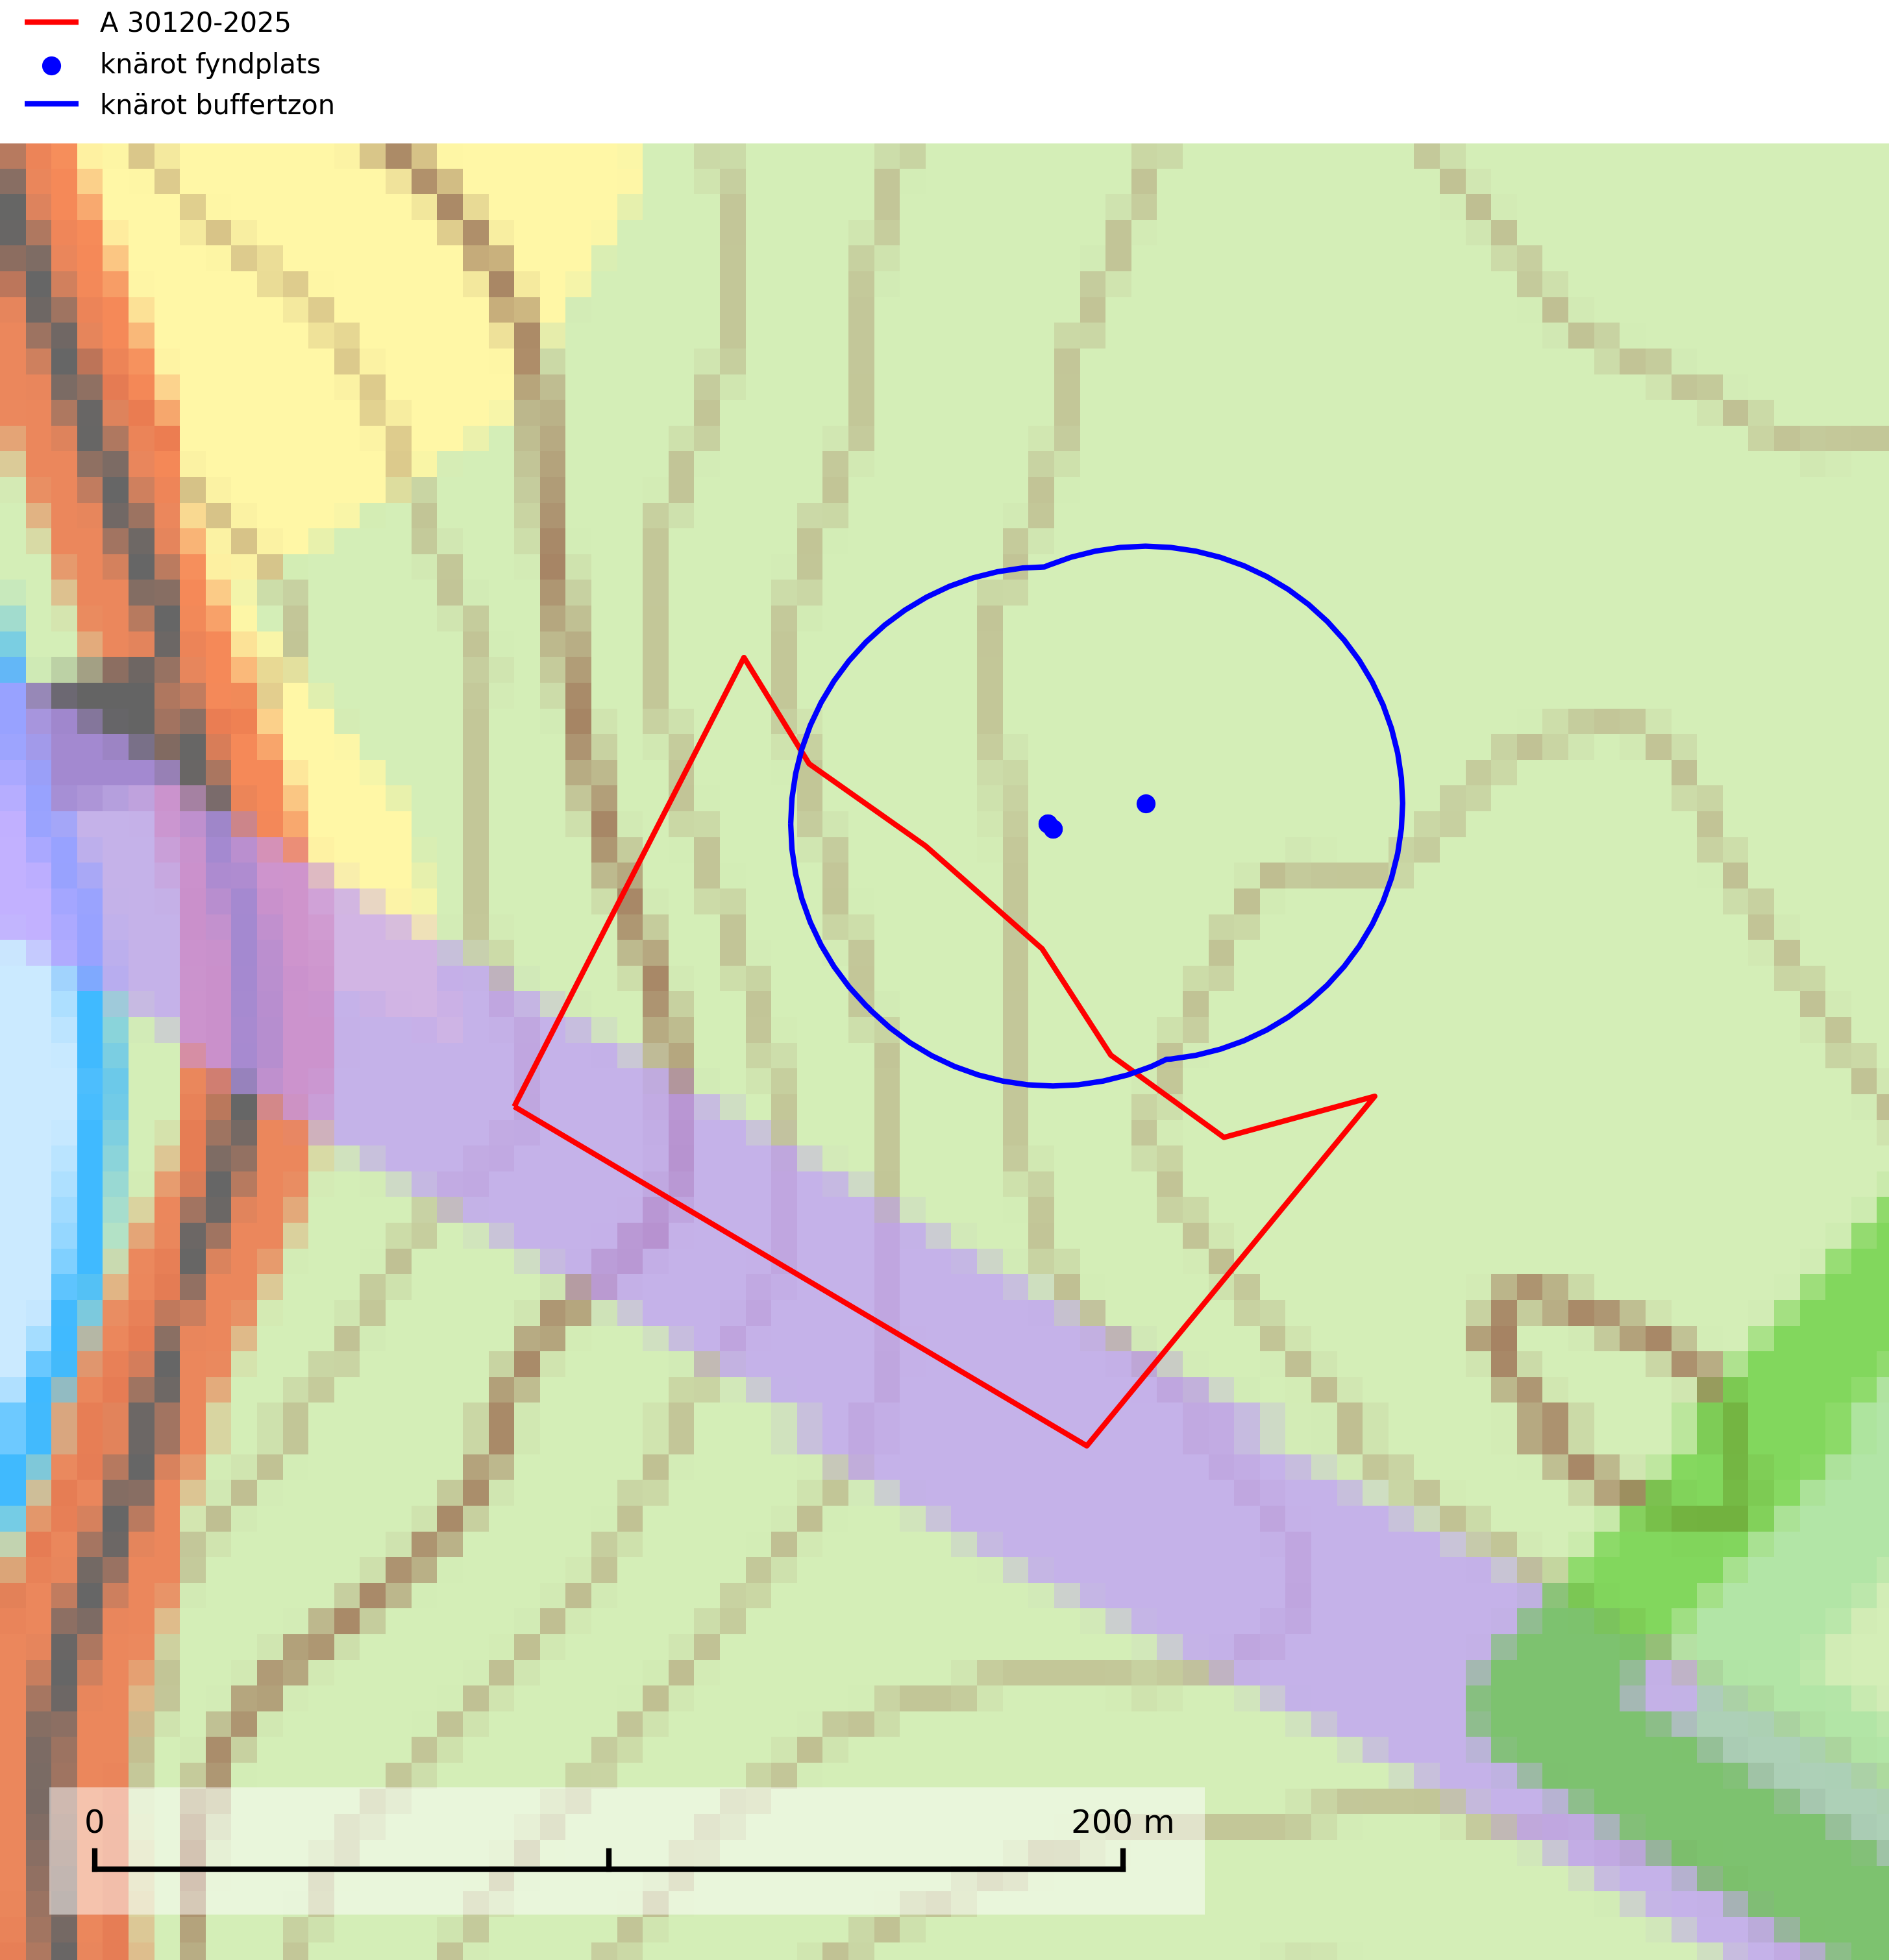 A 30120-2025
knärot fyndplats
knärot buffertzon
0 200 m